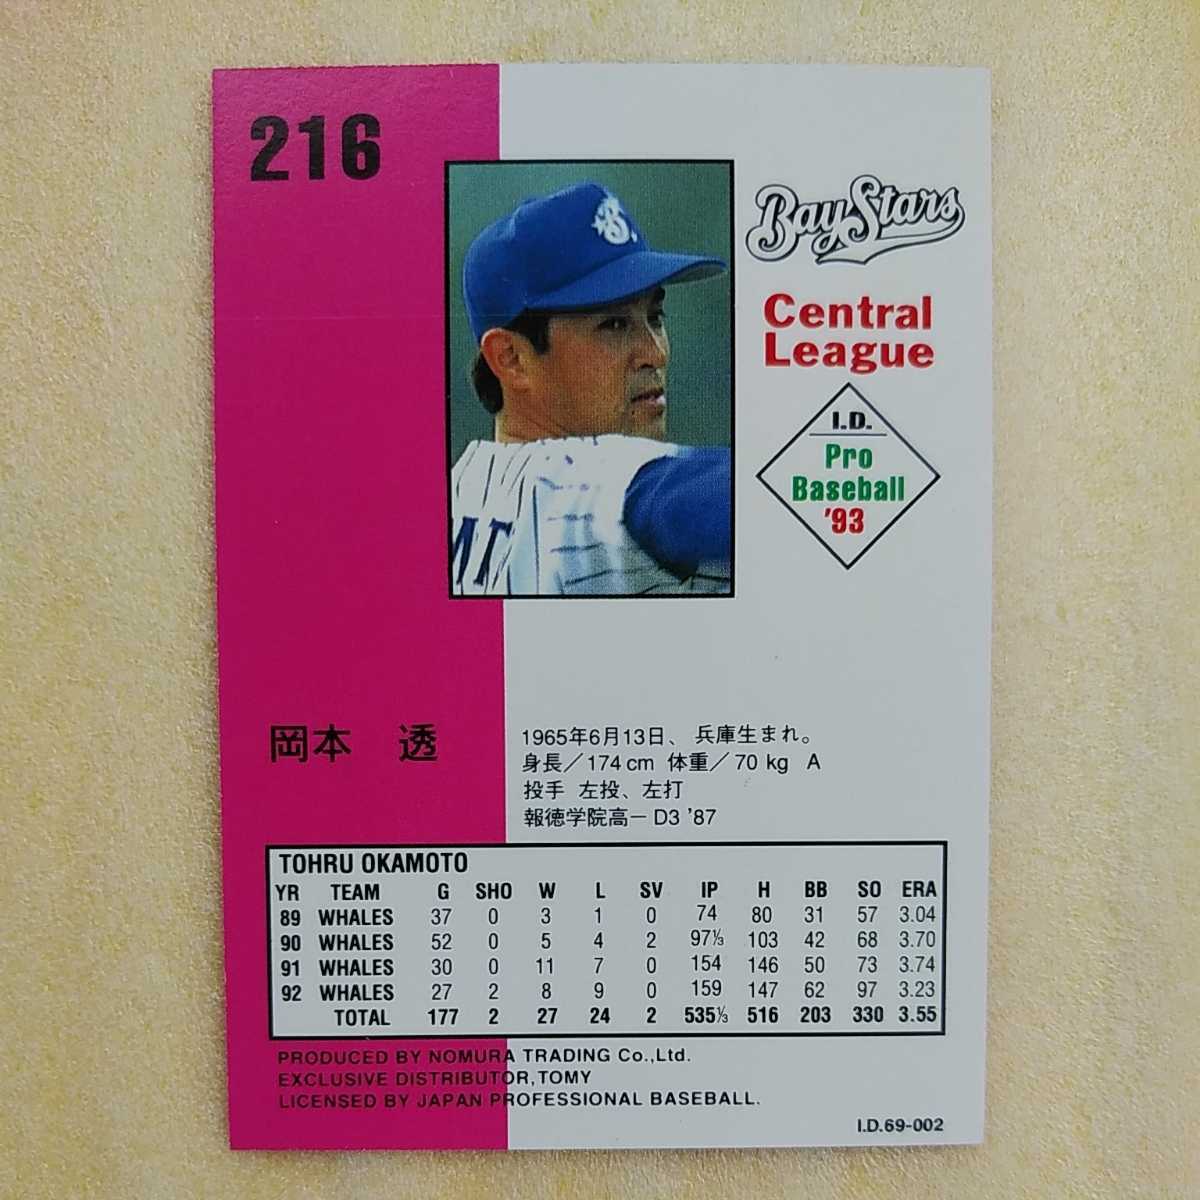 216
BayStars
Central
League
I.D.
Pro
Baseball
'93
岡本 透
1965年6月13日、兵庫生まれ。
身長／174cm 体重／70kg A
投手 左投、左打
報徳学院高ーD3 '87
TOHRU OKAMOTO
YR TEAM G SHO W L SV IP H BB SO ERA
89 WHALES 37 0 3 1 0 74 80 31 57 3.04
90 WHALES 52 0 5 4 2 97⅓ 103 42 68 3.70
91 WHALES 30 0 11 7 0 154 146 50 73 3.74
92 WHALES 27 2 8 9 0 159 147 62 97 3.23
TOTAL 177 2 27 24 2 535⅓ 516 203 330 3.55
PRODUCED BY NOMURA TRADING Co.,Ltd.
EXCLUSIVE DISTRIBUTOR,TOMY
LICENSED BY JAPAN PROFESSIONAL BASEBALL.
I.D.69-002